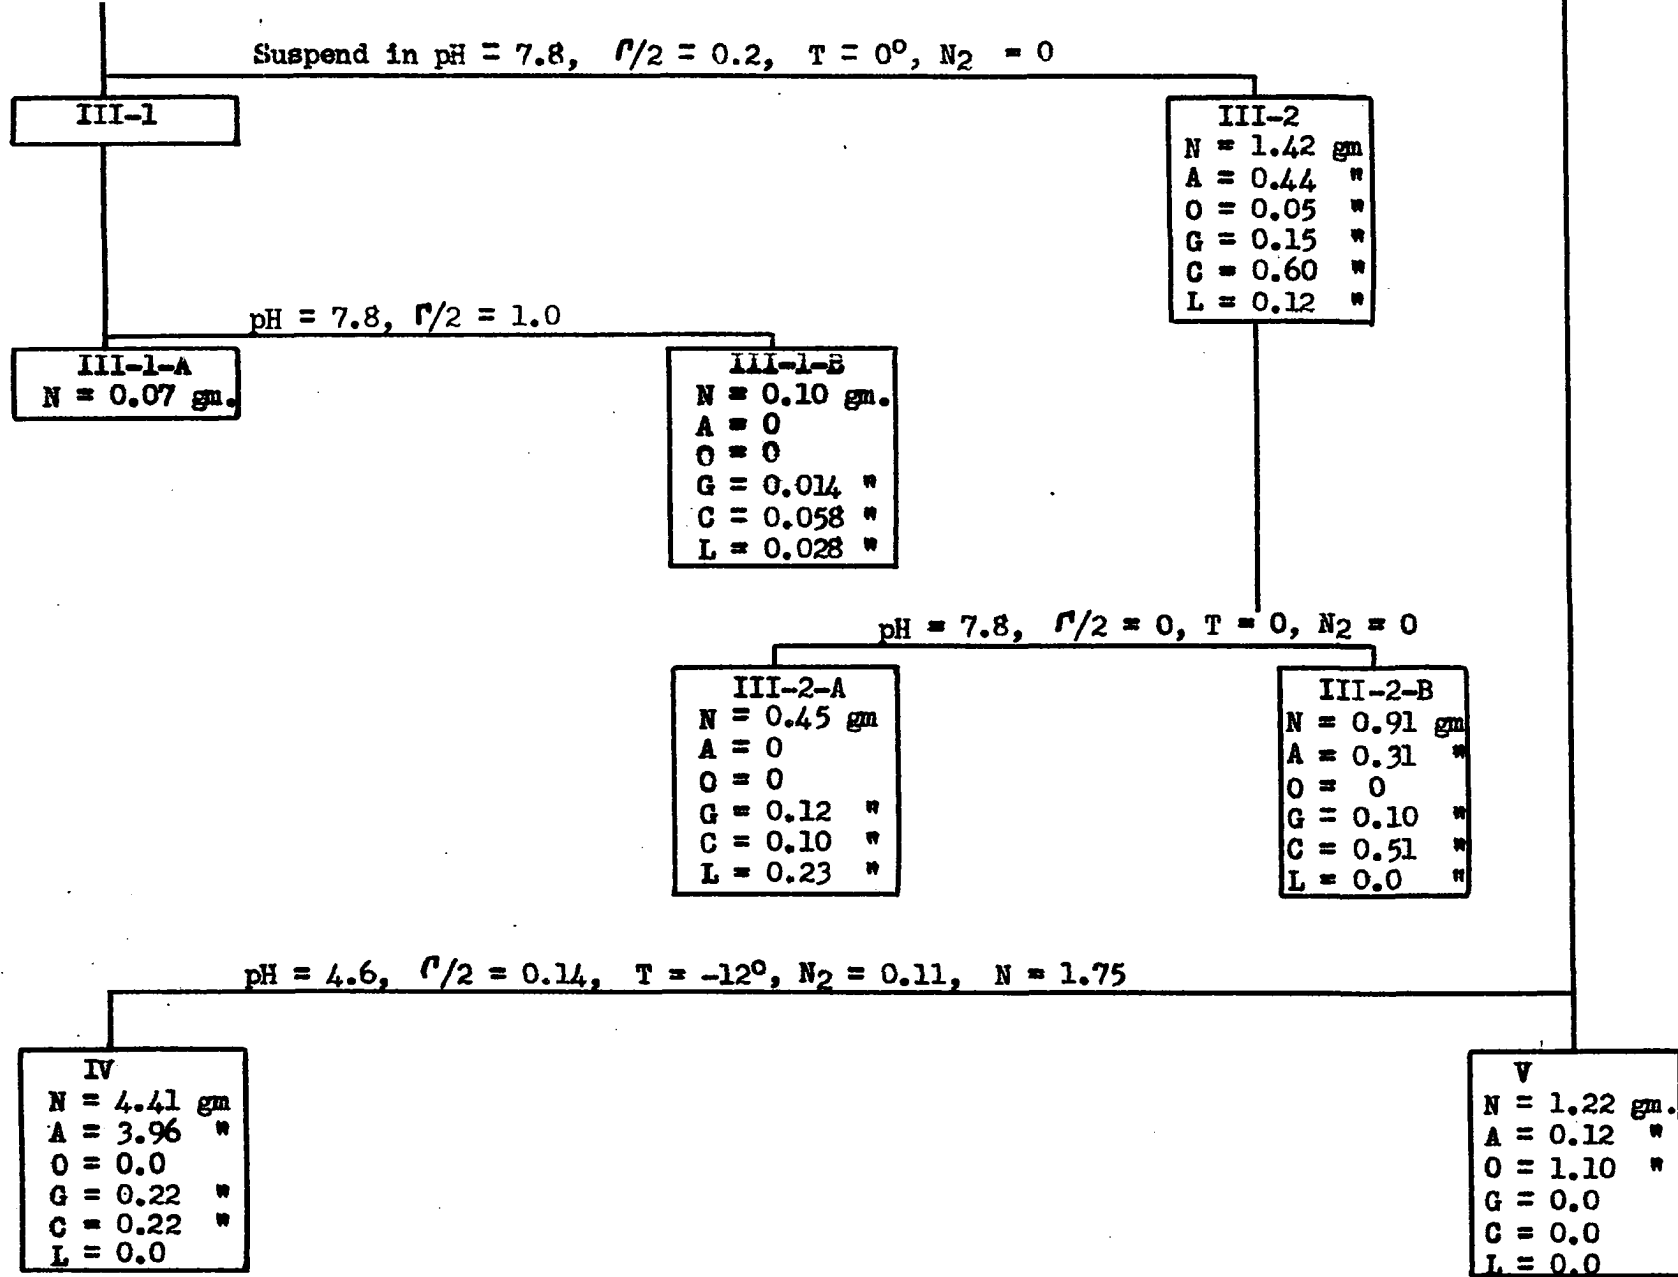 Suspend in pH = 7.8, Γ/2 = 0.2, T = 0°, N2 = 0
III-1
III-2
N = 1.42 gm
A = 0.44 "
O = 0.05 "
G = 0.15 "
C = 0.60 "
L = 0.12 "
pH = 7.8, Γ/2 = 1.0
III-1-A
N = 0.07 gm.
III-1-B
N = 0.10 gm.
A = 0
O = 0
G = 0.014 "
C = 0.058 "
L = 0.028 "
pH = 7.8, Γ/2 = 0, T = 0, N2 = 0
III-2-A
N = 0.45 gm
A = 0
O = 0
G = 0.12 "
C = 0.10 "
L = 0.23 "
III-2-B
N = 0.91 gm
A = 0.31 "
O = 0
G = 0.10 "
C = 0.51 "
L = 0.0 "
pH = 4.6, Γ/2 = 0.14, T = -12°, N2 = 0.11, N = 1.75
IV
N = 4.41 gm
A = 3.96 "
O = 0.0
G = 0.22 "
C = 0.22 "
L = 0.0
V
N = 1.22 gm.
A = 0.12 "
O = 1.10 "
G = 0.0
C = 0.0
L = 0.0